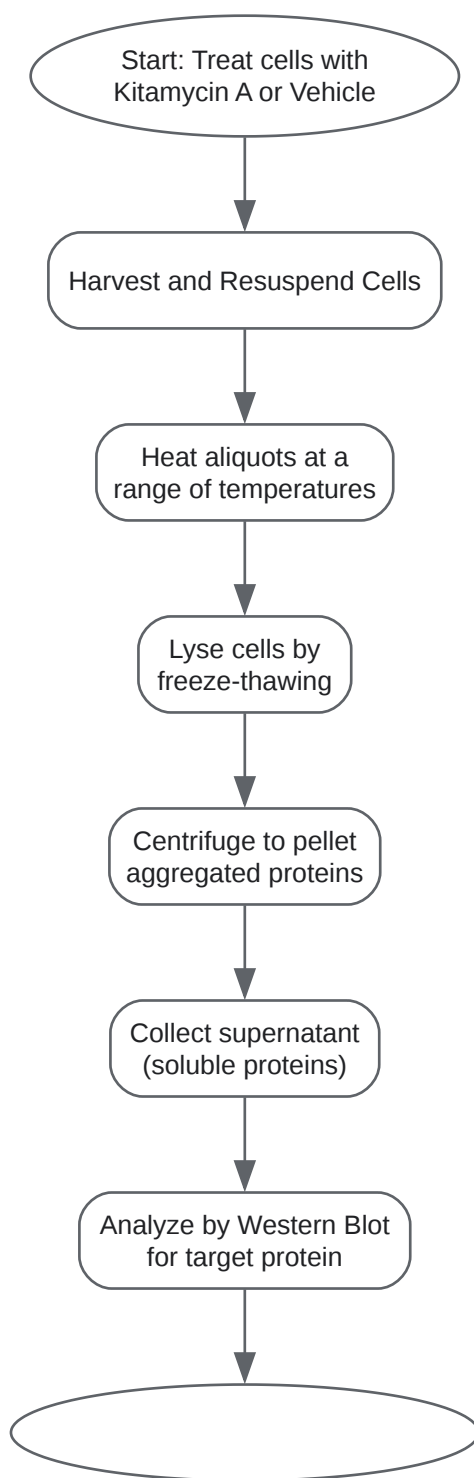 Start: Treat cells with
Kitamycin A or Vehicle
Harvest and Resuspend Cells
Heat aliquots at a
range of temperatures
Lyse cells by
freeze-thawing
Centrifuge to pellet
aggregated proteins
Collect supernatant
(soluble proteins)
Analyze by Western Blot
for target protein